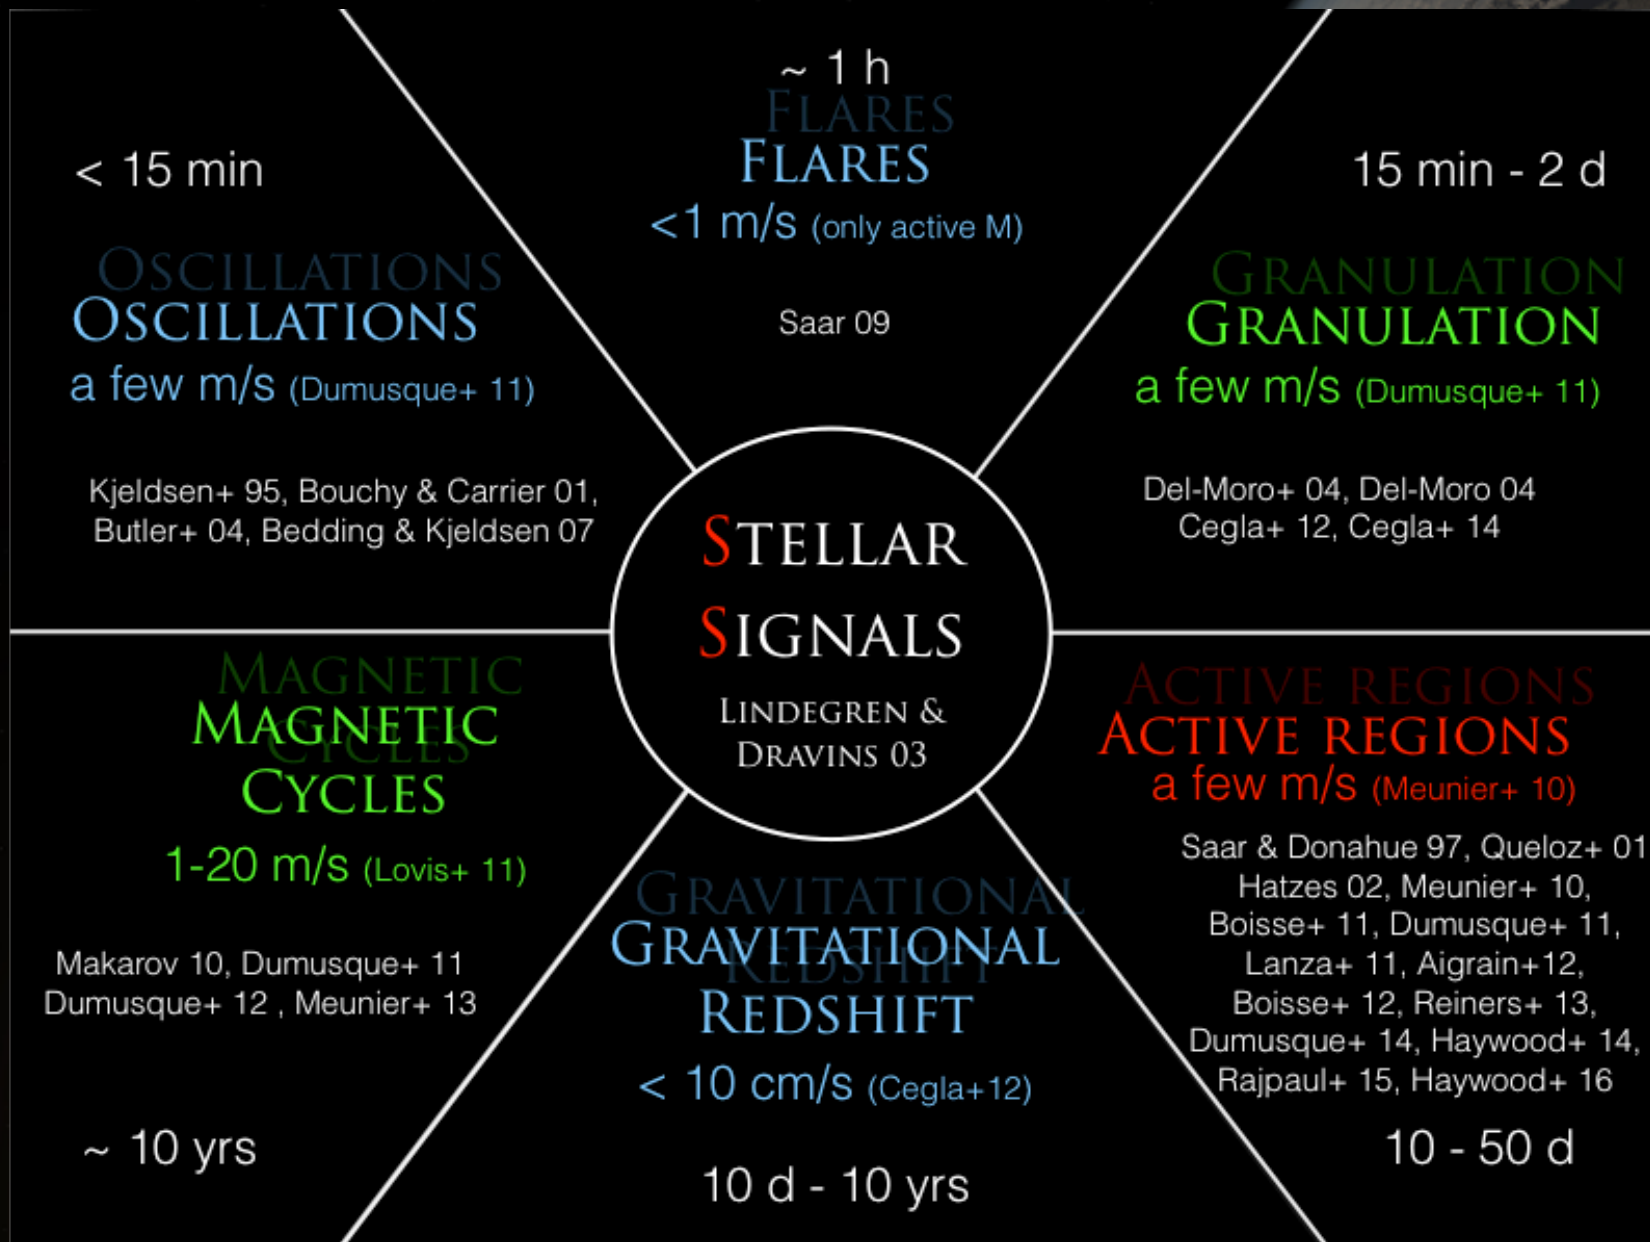 < 15 min
OSCILLATIONS
a few m/s (Dumusque+ 11)
Kjeldsen+ 95, Bouchy & Carrier 01,
Butler+ 04, Bedding & Kjeldsen 07
~ 1 h
FLARES
<1 m/s (only active M)
Saar 09
15 min - 2 d
GRANULATION
a few m/s (Dumusque+ 11)
Del-Moro+ 04, Del-Moro 04
Cegla+ 12, Cegla+ 14
STELLAR
SIGNALS
LINDEGREN &
DRAVINS 03
MAGNETIC
CYCLES
1-20 m/s (Lovis+ 11)
Makarov 10, Dumusque+ 11
Dumusque+ 12 , Meunier+ 13
~ 10 yrs
GRAVITATIONAL
REDSHIFT
< 10 cm/s (Cegla+12)
10 d - 10 yrs
ACTIVE REGIONS
a few m/s (Meunier+ 10)
Saar & Donahue 97, Queloz+ 01
Hatzes 02, Meunier+ 10,
Boisse+ 11, Dumusque+ 11,
Lanza+ 11, Aigrain+12,
Boisse+ 12, Reiners+ 13,
Dumusque+ 14, Haywood+ 14,
Rajpaul+ 15, Haywood+ 16
10 - 50 d